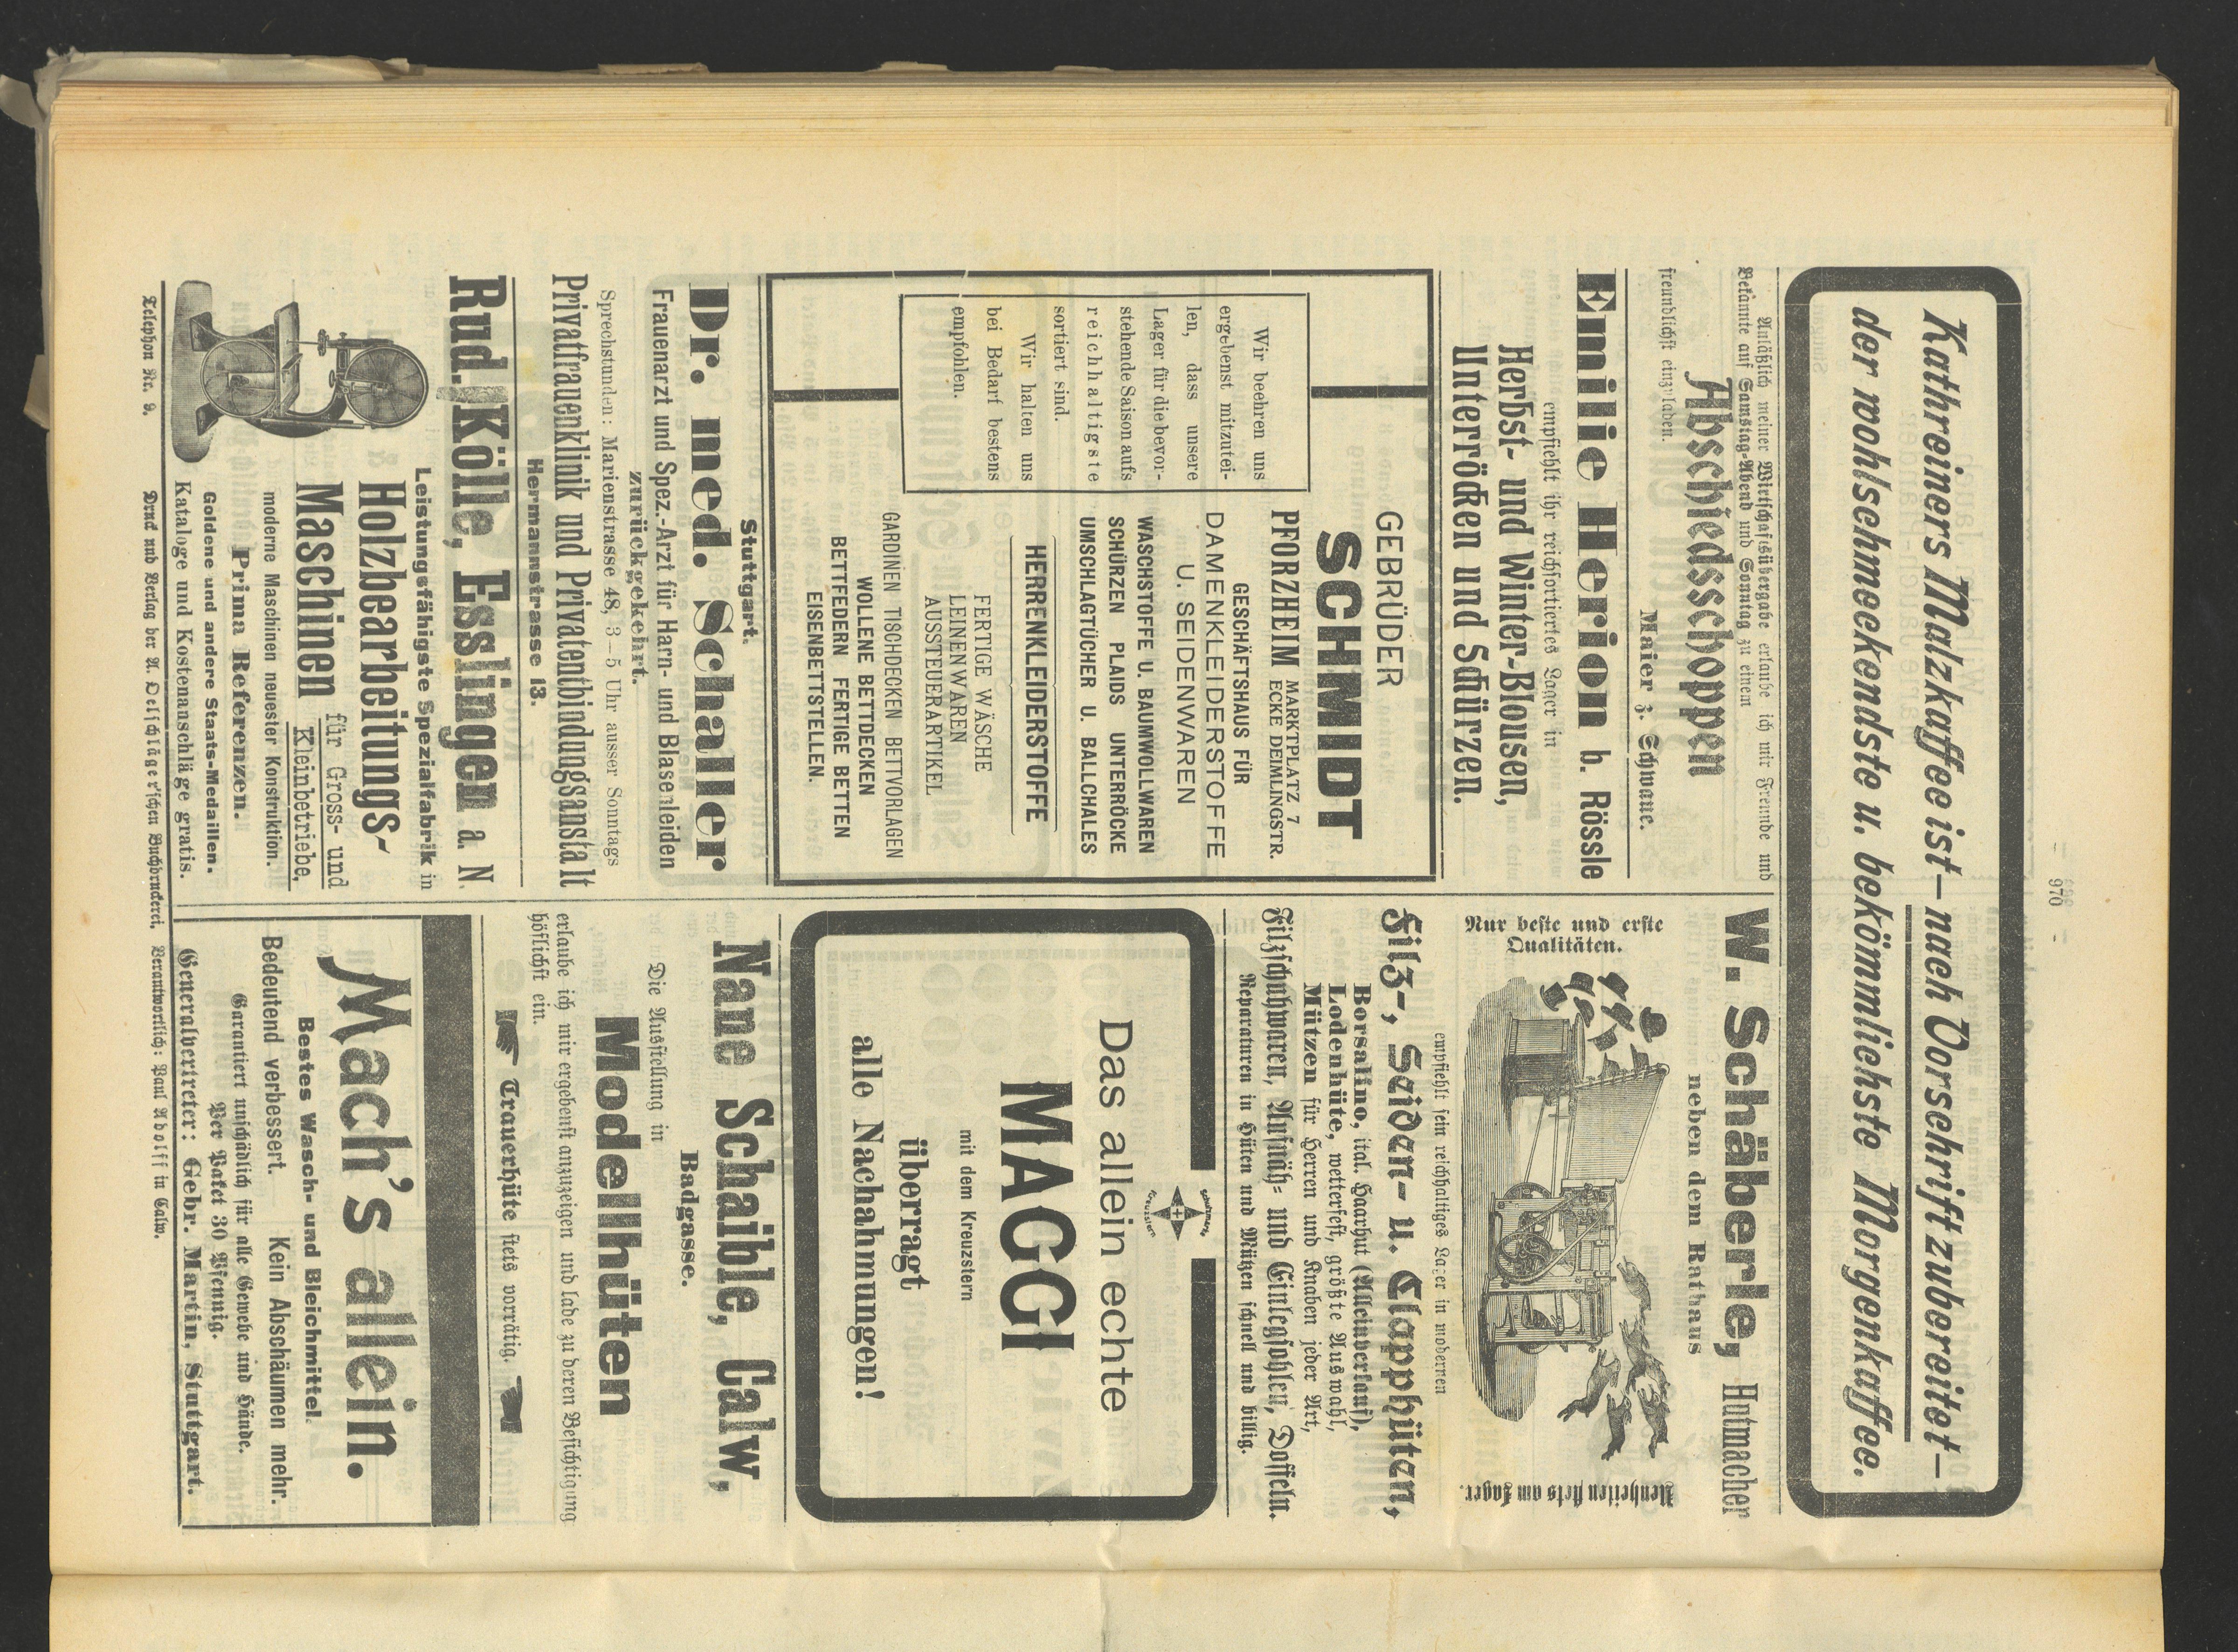 970
Kathreiners Malzkaffee ist – nach Vorschrift zubereitet –
der wohlschmeckendste u. bekömmlichste Morgenkaffee.
Anläßlich meiner Wirtschaftsübergabe erlaube ich mir Freunde und
Bekannte auf Samstag-Abend und Sonntag zu einem
Abschiedsschoppen
freundlichst einzuladen.
Maier z. Schwane.
Emilie Herion b. Rössle
empfiehlt ihr reichsortiertes Lager in
Herbst- und Winter-Blousen,
Unterröcken und Schürzen.
GEBRÜDER
SCHMIDT
PFORZHEIM MARKTPLATZ 7
ECKE DEIMLINGSTR.
GESCHÄFTSHAUS FÜR
DAMENKLEIDERSTOFFE
U. SEIDENWAREN
WASCHSTOFFE U. BAUMWOLLWAREN
SCHÜRZEN PLAIDS UNTERRÖCKE
UMSCHLAGTÜCHER U. BALLCHALES
HERRENKLEIDERSTOFFE
FERTIGE WÄSCHE
LEINENWAREN
AUSSTEUERARTIKEL
GARDINEN TISCHDECKEN BETTVORLAGEN
WOLLENE BETTDECKEN
BETTFEDERN FERTIGE BETTEN
EISENBETTSTELLEN.
Wir beehren uns
ergebenst mitzutei-
len, dass unsere
Lager für die bevor-
stehende Saison aufs
reichhaltigste
sortiert sind.
Wir halten uns
bei Bedarf bestens
empfohlen.
Stuttgart.
Dr. med. Schaller
Frauenarzt und Spez.-Arzt für Harn- und Blasenleiden
zurückgekehrt.
Sprechstunden: Marienstrasse 48, 3–5 Uhr ausser Sonntags
Privatfrauenklinik und Privatentbindungsanstalt
Hermannstrasse 13.
Rud. Kölle, Esslingen a. N.
Leistungsfähigste Spezialfabrik in
Holzbearbeitungs-
Maschinen für Gross- und
Kleinbetriebe,
moderne Maschinen neuester Konstruktion.
Prima Referenzen.
Goldene und andere Staats-Medaillen.
Kataloge und Kostenanschläge gratis.
W. Schäberle, Hutmacher
neben dem Rathaus
Nur beste und erste
Qualitäten.
Neuheiten stets am Lager.
empfiehlt sein reichhaltiges Lager in modernen
Filz-, Seiden- u. Clapphüten,
Borsalino, ital. Haarhut (Alleinverkauf),
Lodenhüte, wetterfest, größte Auswahl,
Mützen für Herren und Knaben jeder Art,
Filzschuhwaren, Aufnäh- und Einlegsohlen, Doffeln.
Reparaturen in Hüten und Mützen schnell und billig.
Schutzmarke
Kreuzstern
Das allein echte
MAGGI
mit dem Kreuzstern
überragt
alle Nachahmungen!
Nane Schaible, Calw,
Badgasse.
Die Ausstellung in
Modellhüten
erlaube ich mir ergebenst anzuzeigen und lade zu deren Besichtigung
höflichst ein.
Trauerhüte stets vorrätig.
Mach's allein.
Bestes Wasch- und Bleichmittel.
Bedeutend verbessert. Kein Abschäumen mehr.
Garantiert unschädlich für alle Gewebe und Hände.
Per Paket 30 Pfennig.
Generalvertreter: Gebr. Martin, Stuttgart.
Telephon Nr. 9. Druck und Verlag der A. Oelschläger'schen Buchdruckerei. Verantwortlich: Paul Adolff in Calw.